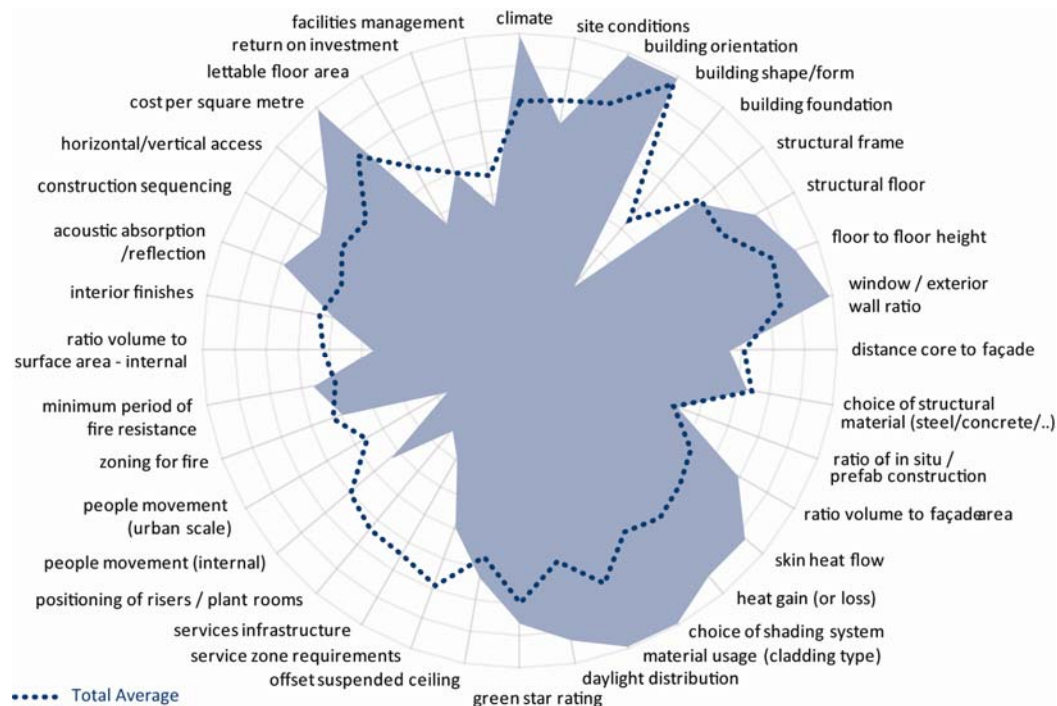 climate
site conditions
building orientation
building shape/form
building foundation
structural frame
structural floor
floor to floor height
window / exterior
wall ratio
distance core to façade
choice of structural
material (steel/concrete/..)
ratio of in situ /
prefab construction
ratio volume to façade area
skin heat flow
heat gain (or loss)
choice of shading system
material usage (cladding type)
daylight distribution
green star rating
offset suspended ceiling
service zone requirements
services infrastructure
positioning of risers / plant rooms
people movement (internal)
people movement
(urban scale)
zoning for fire
minimum period of
fire resistance
ratio volume to
surface area - internal
interior finishes
acoustic absorption
/reflection
construction sequencing
horizontal/vertical access
cost per square metre
lettable floor area
return on investment
facilities management
Total Average